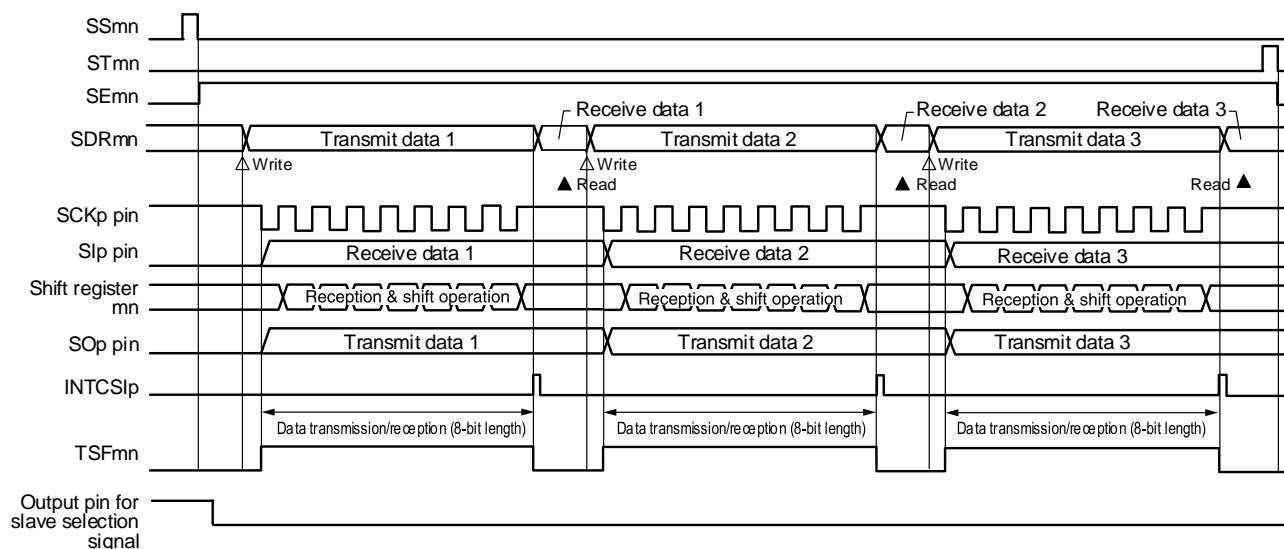 SSmn
STmn
SEmn
Receive data 1
Receive data 2
Receive data 3
SDRmn
Transmit data 1
Transmit data 2
Transmit data 3
Write
Write
Write
Read
Read
Read
SCKp pin
SIp pin
Receive data 1
Receive data 2
Receive data 3
Shift register
mn
Reception & shift operation
Reception & shift operation
Reception & shift operation
SOp pin
Transmit data 1
Transmit data 2
Transmit data 3
INTCSIp
Data transmission/reception (8-bit length)
Data transmission/reception (8-bit length)
Data transmission/reception (8-bit length)
TSFmn
Output pin for
slave selection
signal